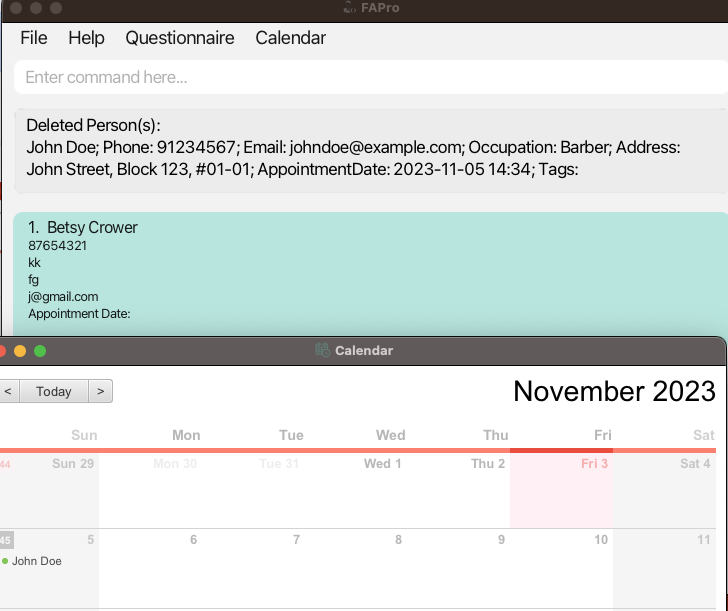 FAPro
File Help Questionnaire Calendar
Enter command here...
Deleted Person(s):
John Doe; Phone: 91234567; Email: johndoe@example.com; Occupation: Barber; Address:
John Street, Block 123, #01-01; AppointmentDate: 2023-11-05 14:34; Tags:
1. Betsy Crower
87654321
kk
fg
j@gmail.com
Appointment Date:
Calendar
< Today > November 2023
Sun Mon Tue Wed Thu Fri Sat
44 Sun 29 Mon 30 Tue 31 Wed 1 Thu 2 Fri 3 Sat 4
45 5 6 7 8 9 10 11
John Doe